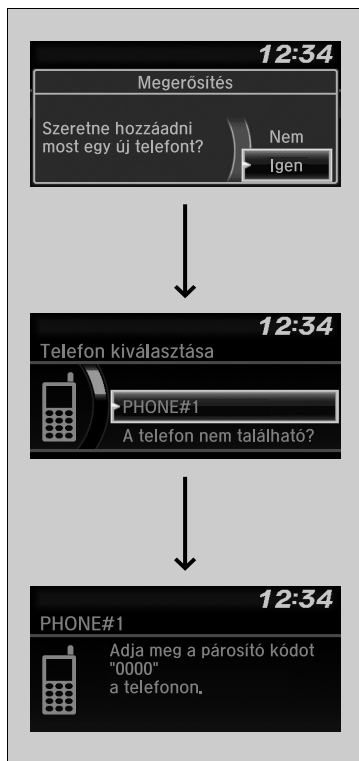 12:34
Megerősítés
Szeretne hozzáadni
most egy új telefont?
Nem
Igen
12:34
Telefon kiválasztása
PHONE#1
A telefon nem található?
12:34
PHONE#1
Adja meg a párosító kódot
"0000"
a telefonon.